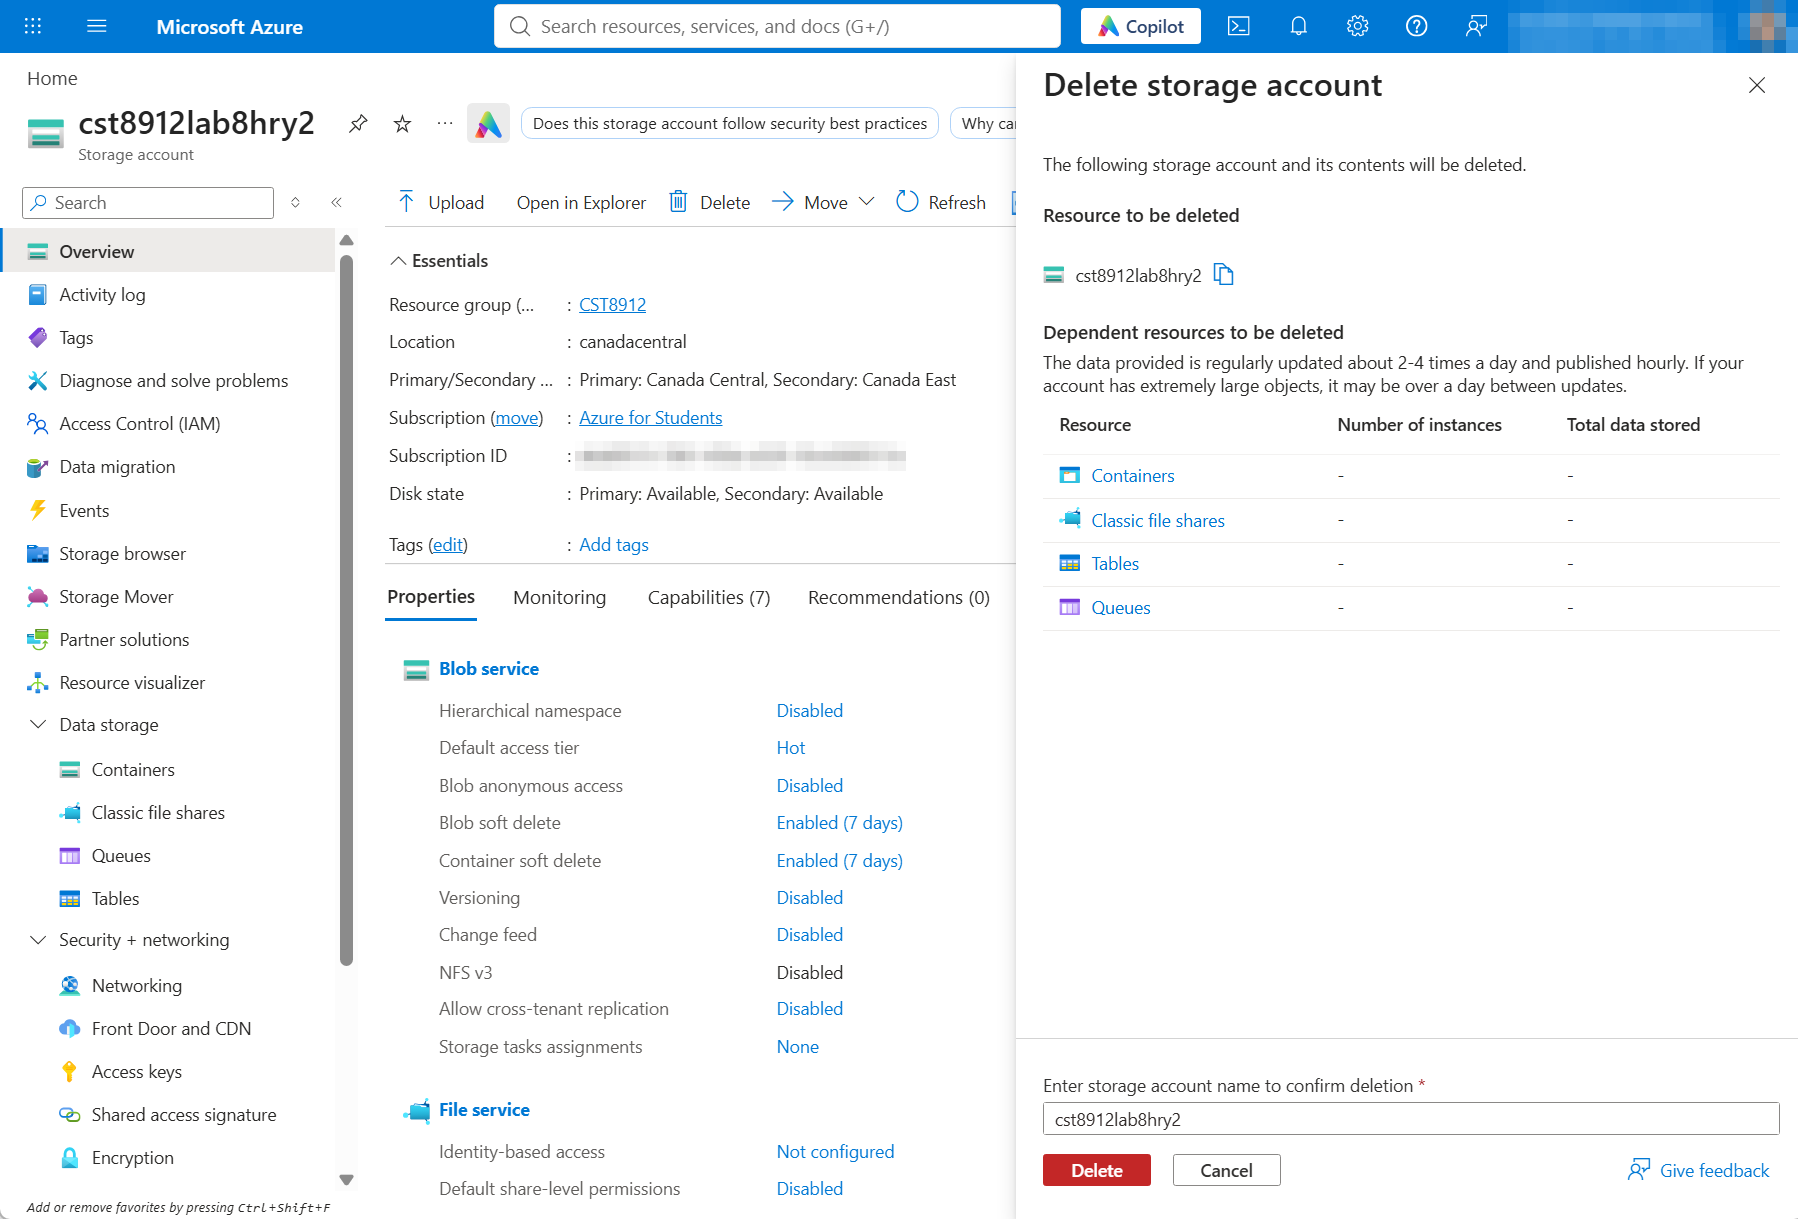 Microsoft Azure
Search resources, services, and docs (G+/)
Copilot
Home
cst8912lab8hry2
Storage account
Does this storage account follow security best practices
Why ca
Search
Overview
Activity log
Tags
Diagnose and solve problems
Access Control (IAM)
Data migration
Events
Storage browser
Storage Mover
Partner solutions
Resource visualizer
Data storage
Containers
Classic file shares
Queues
Tables
Security + networking
Networking
Front Door and CDN
Access keys
Shared access signature
Encryption
Add or remove favorites by pressing Ctrl+Shift+F
Upload Open in Explorer Delete Move Refresh
Essentials
Resource group (... : CST8912
Location : canadacentral
Primary/Secondary ... : Primary: Canada Central, Secondary: Canada East
Subscription (move) : Azure for Students
Subscription ID :
Disk state : Primary: Available, Secondary: Available
Tags (edit) : Add tags
Properties Monitoring Capabilities (7) Recommendations (0)
Blob service
Hierarchical namespace Disabled
Default access tier Hot
Blob anonymous access Disabled
Blob soft delete Enabled (7 days)
Container soft delete Enabled (7 days)
Versioning Disabled
Change feed Disabled
NFS v3 Disabled
Allow cross-tenant replication Disabled
Storage tasks assignments None
File service
Identity-based access Not configured
Default share-level permissions Disabled
Delete storage account
The following storage account and its contents will be deleted.
Resource to be deleted
cst8912lab8hry2
Dependent resources to be deleted
The data provided is regularly updated about 2-4 times a day and published hourly. If your
account has extremely large objects, it may be over a day between updates.
Resource Number of instances Total data stored
Containers - -
Classic file shares - -
Tables - -
Queues - -
Enter storage account name to confirm deletion *
cst8912lab8hry2
Delete Cancel Give feedback